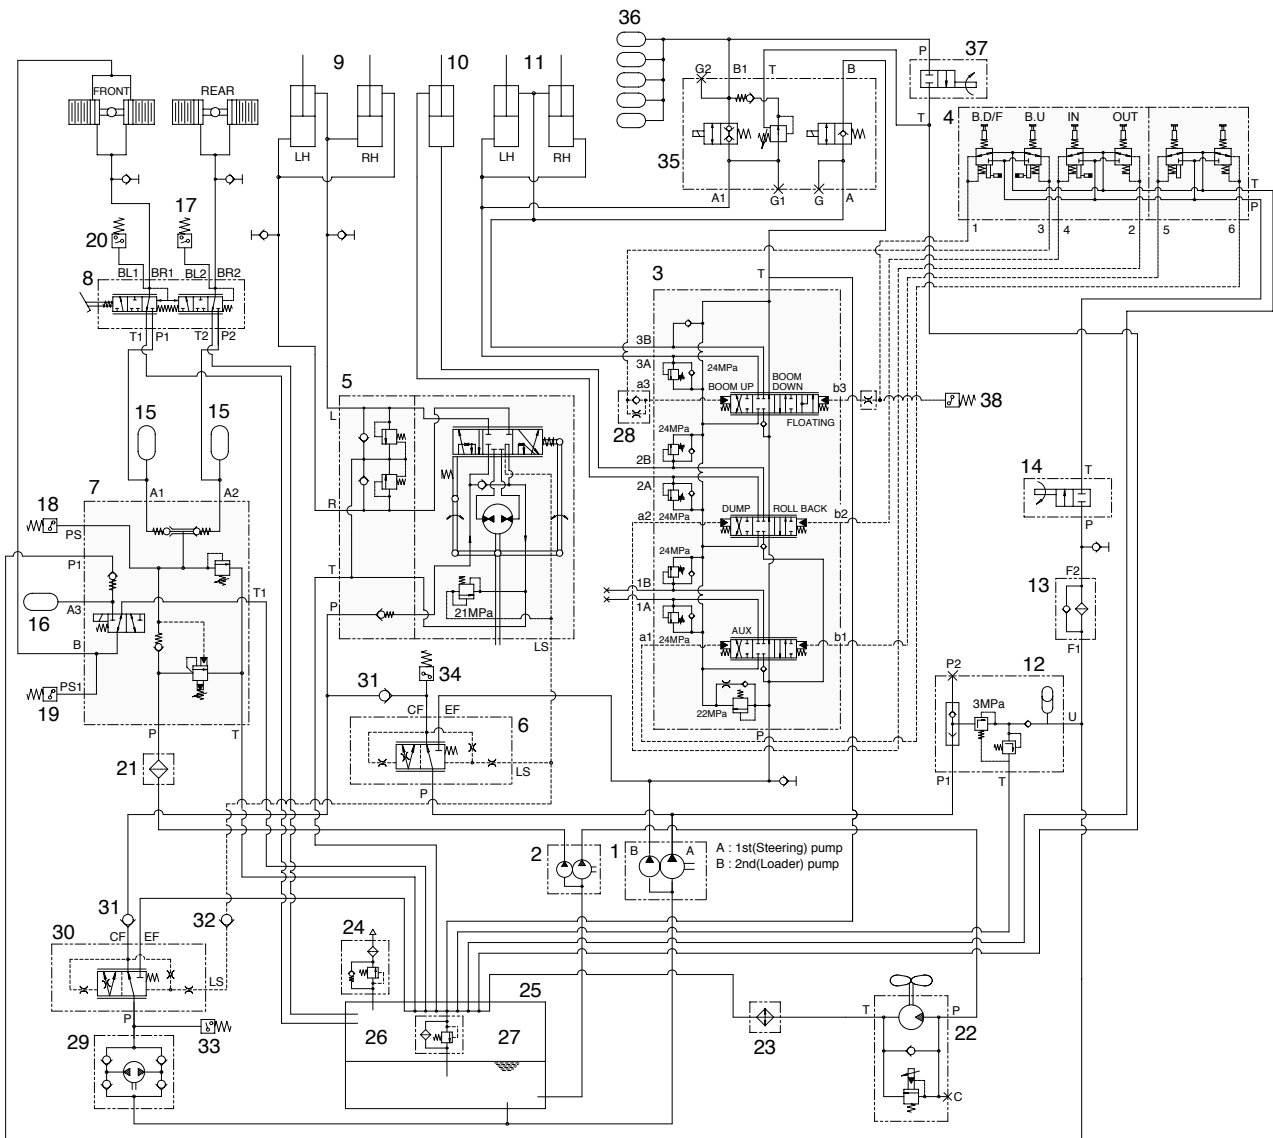 36
37
P
T
9
10
11
G2
B1
T
B
FRONT
REAR
LH
RH
LH
RH
35
A1
G1
G
A
4
B.D/F
B.U
IN
OUT
T
P
1
3
4
2
5
6
20
17
8
BL1
BR1
BL2
BR2
T1
P1
T2
P2
T
3
3B
3A
24MPa
a3
BOOM UP
BOOM
DOWN
b3
FLOATING
28
38
24MPa
2B
2A
24MPa
a2
DUMP
ROLL BACK
b2
24MPa
1B
1A
24MPa
a1
AUX
b1
22MPa
P
15
15
5
L
R
T
P
21MPa
LS
14
T
P
F2
13
F1
18
PS
7
A1
A2
P1
T1
16
A3
B
PS1
19
P
T
21
31
34
CF
EF
6
LS
P
P2
12
3MPa
U
P1
T
2
1
B
A
A : 1st(Steering) pump
B : 2nd(Loader) pump
31
32
30
CF
EF
LS
P
33
29
24
25
26
27
23
T
P
22
C